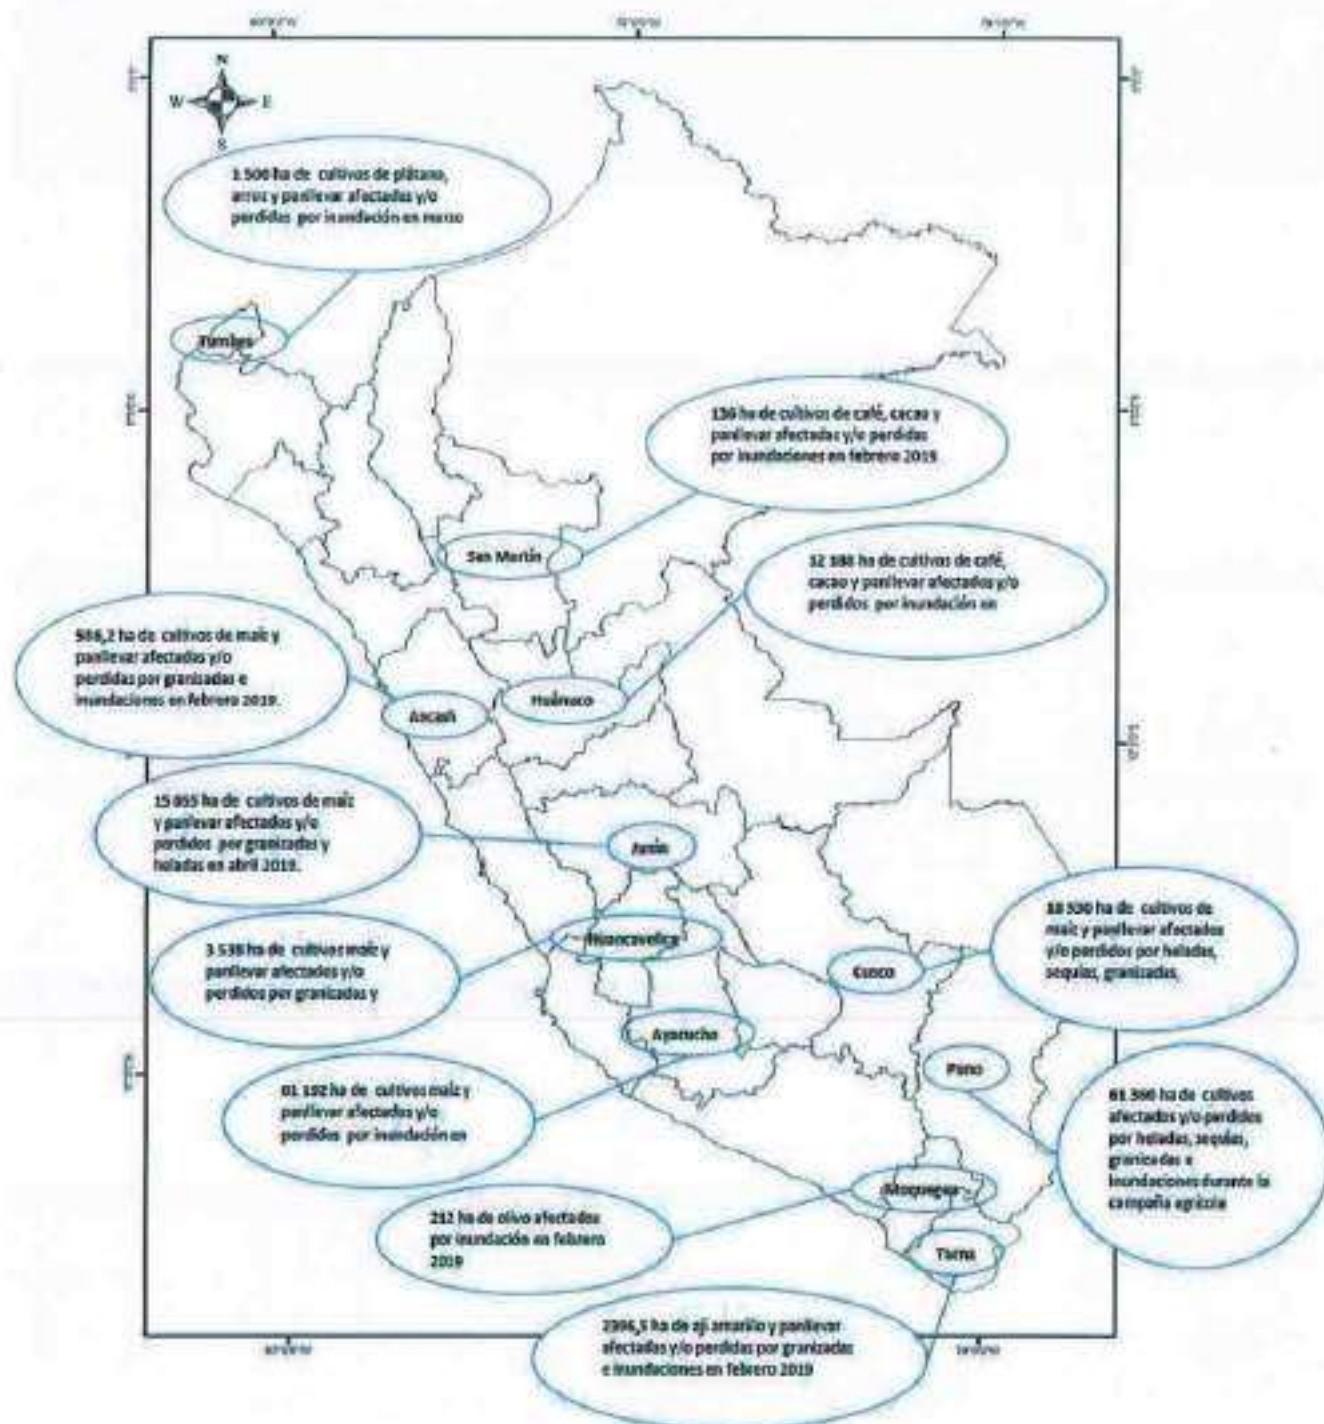 N
W E
S
1 500 ha de cultivos de plátano,
arroz y panllevar afectados y/o
perdidas por inundación en marzo
Tumbes
136 ha de cultivos de café, cacao y
panllevar afectadas y/o perdidas
por inundaciones en febrero 2019
San Martín
ha de cultivos de café,
cacao y panllevar afectados y/o
perdidos por inundación en
ha de cultivos de maíz y
panllevar afectadas y/o
perdidas por granizadas e
inundaciones en febrero 2019.
Huánuco
Ancash
ha de cultivos de maíz
y panllevar afectados y/o
perdidos por granizadas y
heladas en abril 2019.
Junín
ha de cultivos de
maíz y panllevar afectados
y/o perdidos por heladas,
sequías, granizadas,
3 538 ha de cultivos maíz y
panllevar afectados y/o
perdidos por granizadas y
Huancavelica
Cusco
Ayacucho
Puno
ha de cultivos maíz y
panllevar afectados y/o
perdidos por inundación en
ha de cultivos
afectados y/o perdidos
por heladas, sequías,
granizadas e
inundaciones durante la
campaña agrícola
Moquegua
212 ha de olivo afectados
por inundación en febrero
2019
Tacna
ha de ají amarillo y panllevar
afectadas y/o perdidas por granizadas
e inundaciones en febrero 2019